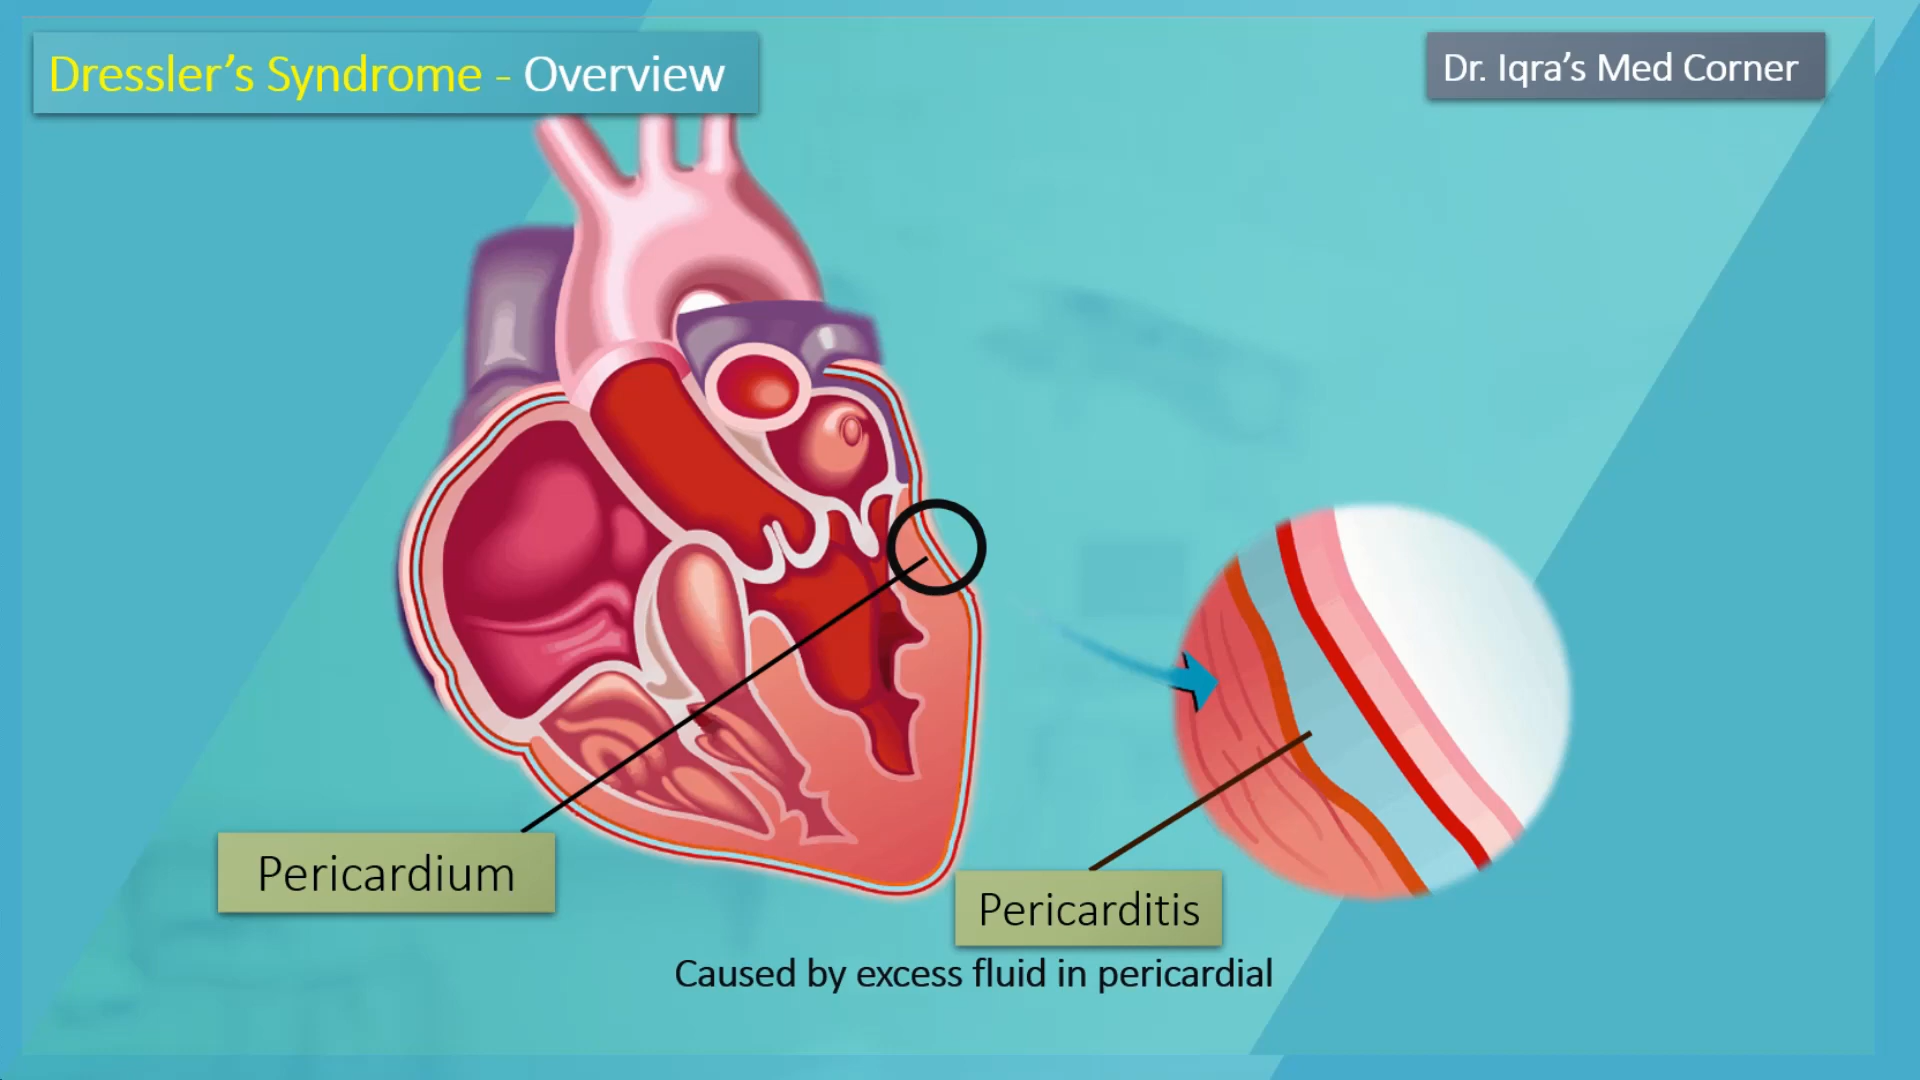 Dressler’s Syndrome - Overview
Dr. Iqra’s Med Corner
Pericardium
Pericarditis
Caused by excess fluid in pericardial